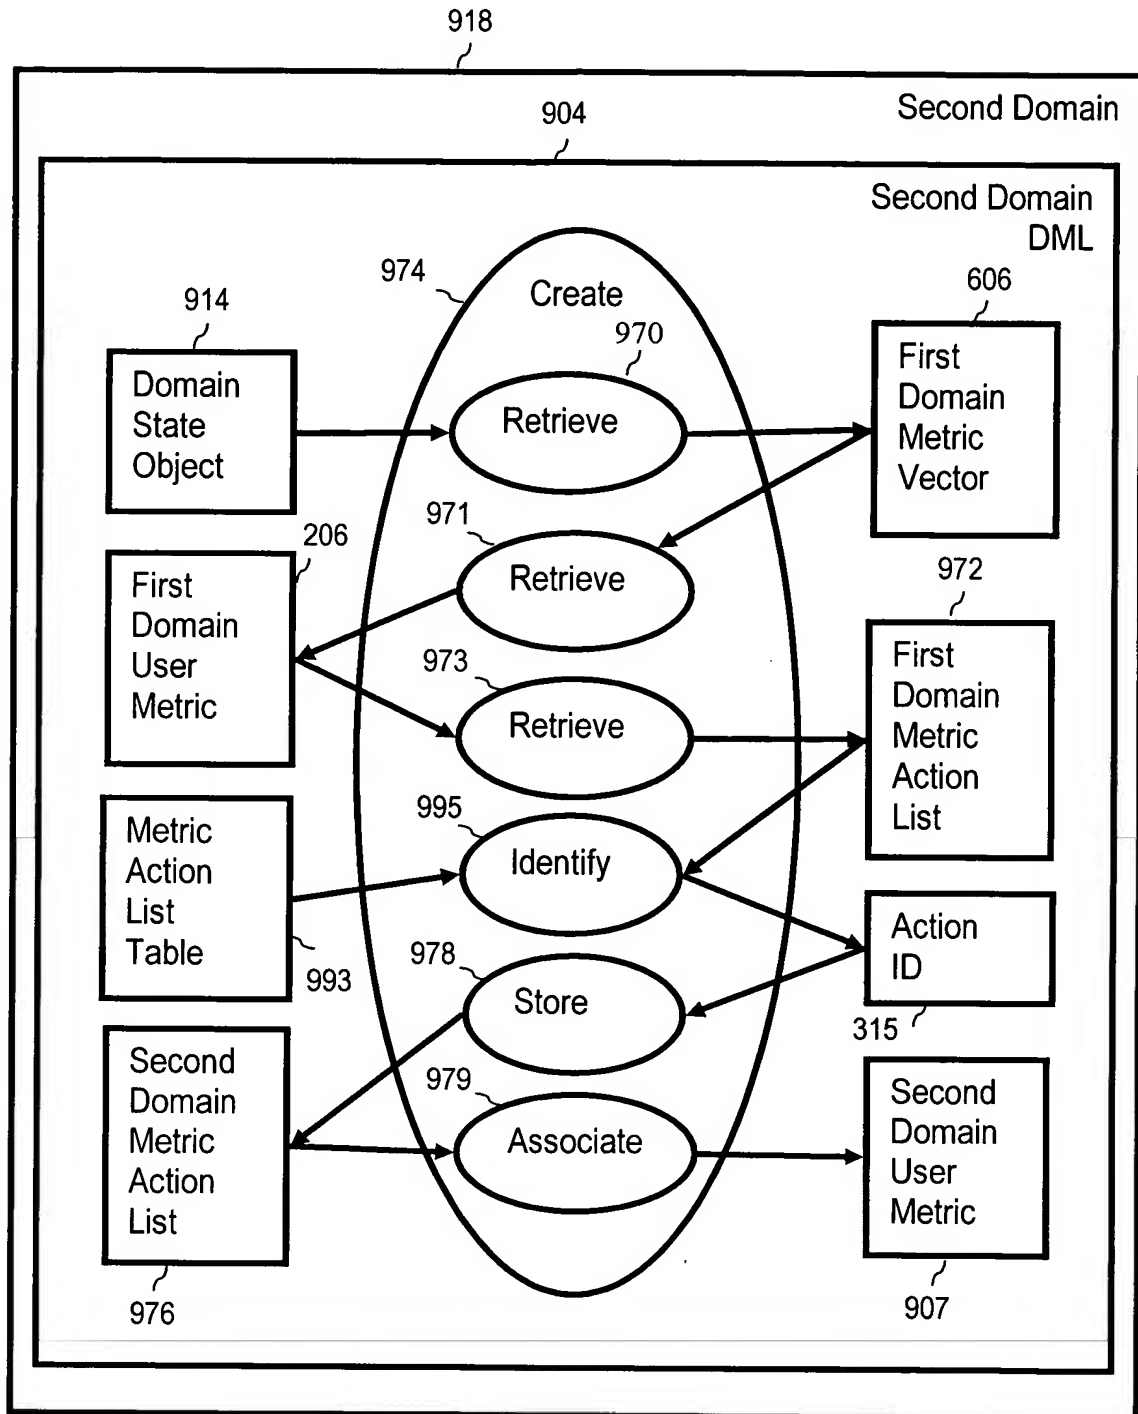 918
Second Domain
904
Second Domain
DML
974
Create
606
914
970
First
Domain
Metric
Vector
Domain
State
Object
Retrieve
971
206
Retrieve
972
First
Domain
User
Metric
973
First
Domain
Metric
Action
List
Retrieve
995
Metric
Action
List
Table
Identify
993
978
Action
ID
Store
315
Second
Domain
Metric
Action
List
979
Second
Domain
User
Metric
Associate
976
907